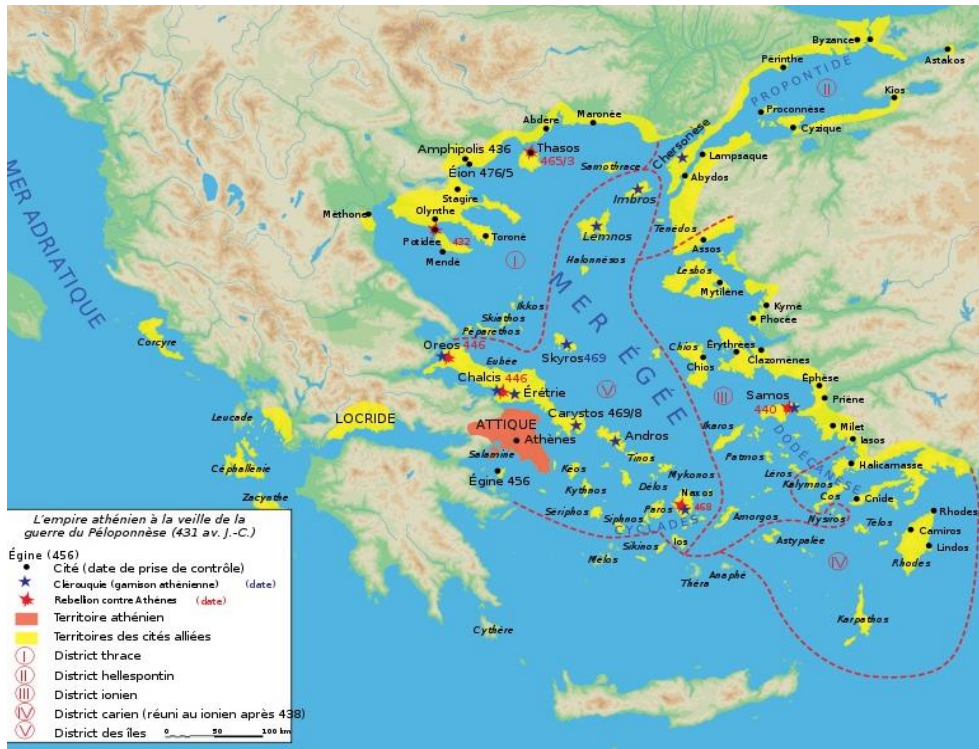 Byzance
Périnthe
Astakos
PROPONTIDE
II
Kios
Proconnèse
Cyzique
Maronée
Abdère
Chersonèse
Amphipolis 436
Thasos
465/3
Lampsaque
Éion 476/5
Samothrace
Abydos
Stagire
Imbros
Méthone
Olynthe
Lemnos
Ténedos
Potidée
432
Toronè
Assos
Mendè
I
Halonnèsos
MER ADRIATIQUE
MER ÉGÉE
Lesbos
Mytilène
Ikkos
Kymè
Skiathos
Phocée
Péparethos
Corcyre
Oreos
446
Skyros 469
Chios
Érythrées
Eubée
Clazomènes
Chios
Chalcis
446
V
Éphèse
Érétrie
III
Samos
440
Priène
Leucade
LOCRIDE
ATTIQUE
Carystos 469/8
Ikaros
Milet
Athènes
Andros
Iasos
Salamine
Tinos
Patmos
DODÉCANÈSE
Céphallénie
Kéos
Léros
Halicarnasse
Égine 456
Mykonos
Kalymnos
Délos
Kythnos
Naxos
Cos
Cnide
Zacynthe
Sériphos
Paros
468
Rhodes
Siphnos
Amorgos
Nysiros
Télos
CYCLADES
Camiros
Sikinos
Ios
Astypalée
Lindos
Mélos
IV
Rhodes
Théra
Anaphé
Karpathos
Cythère
L'empire athénien à la veille de la
guerre du Péloponnèse (431 av. J.-C.)
Égine (456)
Cité (date de prise de contrôle)
Clérouquie (garnison athénienne) (date)
Rebellion contre Athènes (date)
Territoire athénien
Territoires des cités alliées
I District thrace
II District hellespontin
III District ionien
IV District carien (réuni au ionien après 438)
V District des îles
0 50 100 km